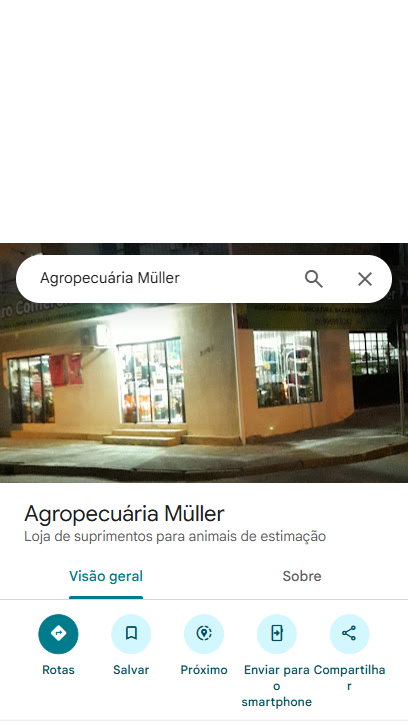 Agropecuária Müller
Agropecuária Müller
Loja de suprimentos para animais de estimação
Visão geral
Sobre
Rotas
Salvar
Próximo
Enviar para o smartphone
Compartilhar